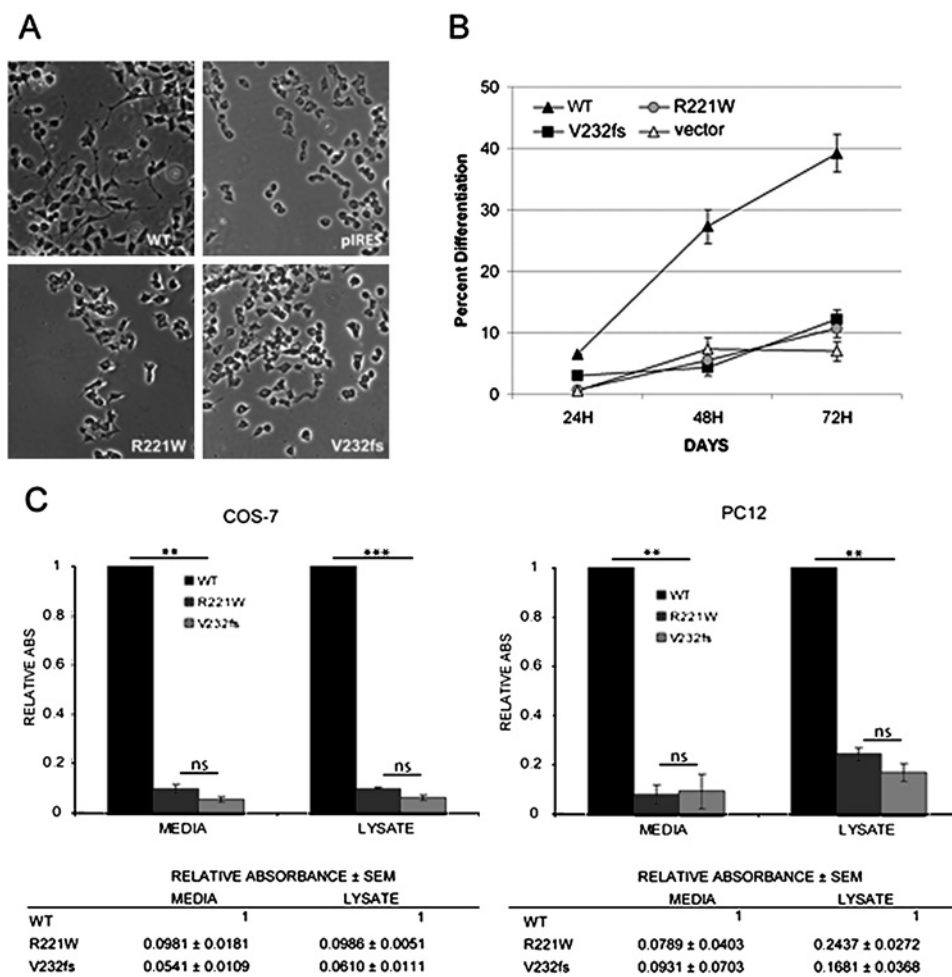 A
WT
pIRES
R221W
V232fs
B
50
40
30
20
10
0
Percent Differentiation
WT
R221W
V232fs
vector
24H
48H
72H
DAYS
C
COS-7
**
***
1
0.8
0.6
0.4
0.2
0
RELATIVE ABS
WT
R221W
V232fs
ns
ns
MEDIA
LYSATE
RELATIVE ABSORBANCE ± SEM
MEDIA LYSATE
WT 1 1
R221W 0.0981 ± 0.0181 0.0986 ± 0.0051
V232fs 0.0541 ± 0.0109 0.0610 ± 0.0111
PC12
**
**
1
0.8
0.6
0.4
0.2
0
RELATIVE ABS
WT
R221W
V232fs
ns
ns
MEDIA
LYSATE
RELATIVE ABSORBANCE ± SEM
MEDIA LYSATE
WT 1 1
R221W 0.0789 ± 0.0403 0.2437 ± 0.0272
V232fs 0.0931 ± 0.0703 0.1681 ± 0.0368